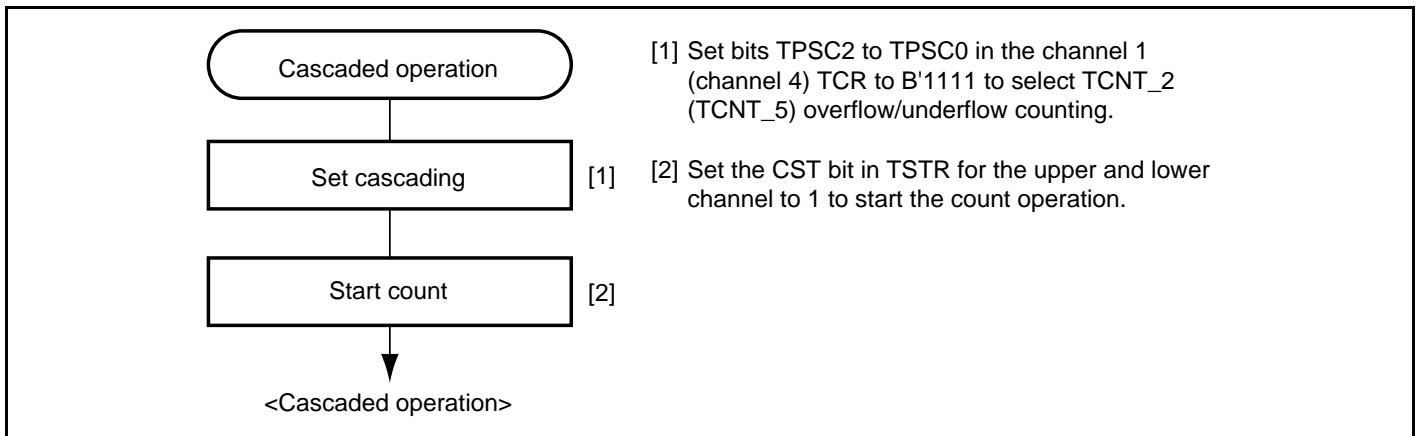 Cascaded operation
Set cascading
[1]
Start count
[2]
<Cascaded operation>
[1] Set bits TPSC2 to TPSC0 in the channel 1
(channel 4) TCR to B'1111 to select TCNT_2
(TCNT_5) overflow/underflow counting.
[2] Set the CST bit in TSTR for the upper and lower
channel to 1 to start the count operation.